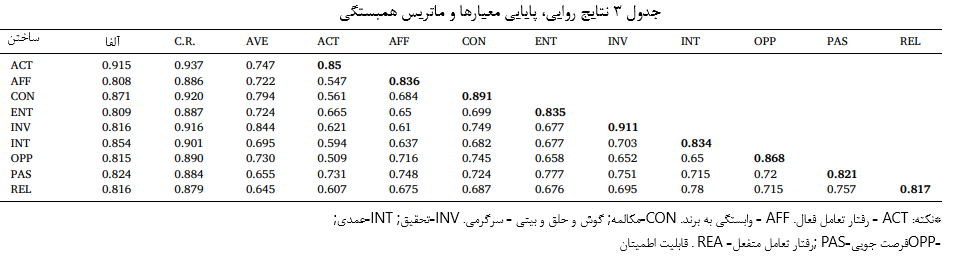 جدول ۳ نتایج روایی، پایایی معیارها و ماتریس همبستگی
ساختن آلفا C.R. AVE ACT AFF CON ENT INV INT OPP PAS REL
ACT 0.915 0.937 0.747 0.85
AFF 0.808 0.886 0.722 0.547 0.836
CON 0.871 0.920 0.794 0.561 0.684 0.891
ENT 0.809 0.887 0.724 0.665 0.65 0.699 0.835
INV 0.816 0.916 0.844 0.621 0.61 0.749 0.677 0.911
INT 0.854 0.901 0.695 0.594 0.637 0.682 0.677 0.703 0.834
OPP 0.815 0.890 0.730 0.509 0.716 0.745 0.658 0.652 0.65 0.868
PAS 0.824 0.884 0.655 0.731 0.748 0.724 0.777 0.751 0.715 0.72 0.821
REL 0.816 0.879 0.645 0.607 0.675 0.687 0.676 0.695 0.78 0.715 0.757 0.817
*نکته: ACT - رفتار تعامل فعال. AFF - وابستگی به برند. CON-مکالمه; گوش و حلق و بینی - سرگرمی. INV-تحقیق; INT-عمدی;
-OPPفرصت جویی-PAS ;رفتار تعامل منفعل- REA . قابلیت اطمینان